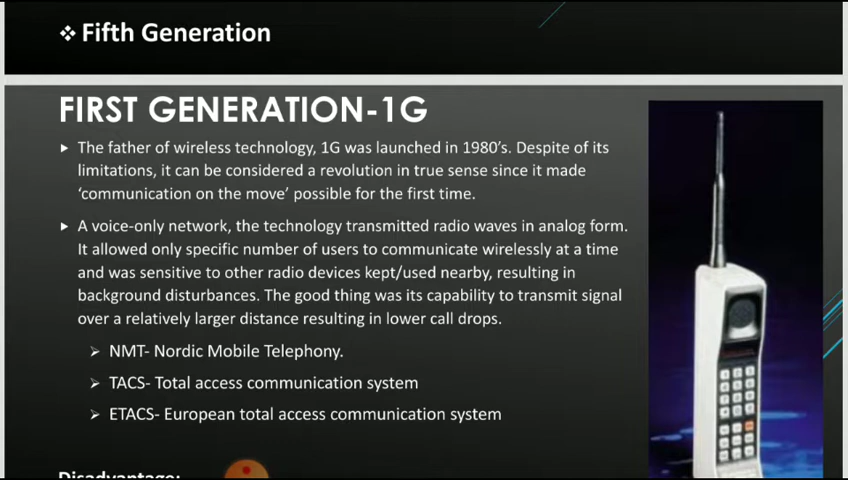 ❖ Fifth Generation
FIRST GENERATION-1G
The father of wireless technology, 1G was launched in 1980's. Despite of its
limitations, it can be considered a revolution in true sense since it made
‘communication on the move’ possible for the first time.
A voice-only network, the technology transmitted radio waves in analog form.
It allowed only specific number of users to communicate wirelessly at a time
and was sensitive to other radio devices kept/used nearby, resulting in
background disturbances. The good thing was its capability to transmit signal
over a relatively larger distance resulting in lower call drops.
NMT- Nordic Mobile Telephony.
TACS- Total access communication system
ETACS- European total access communication system
Disadvantage: